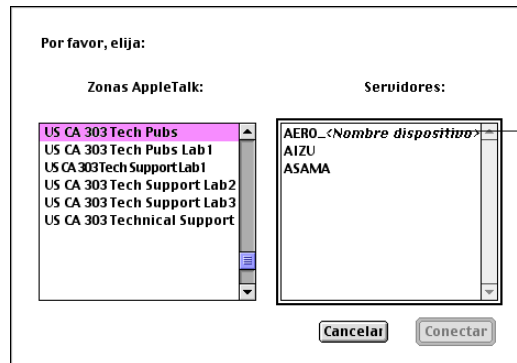 Por favor, elija:
Zonas AppleTalk:
US CA 303 Tech Pubs
US CA 303 Tech Pubs Lab1
US CA 303 Tech Support Lab1
US CA 303 Tech Support Lab2
US CA 303 Tech Support Lab3
US CA 303 Technical Support
Servidores:
AERO_<Nombre dispositivo>
AIZU
ASAMA
Cancelar
Conectar